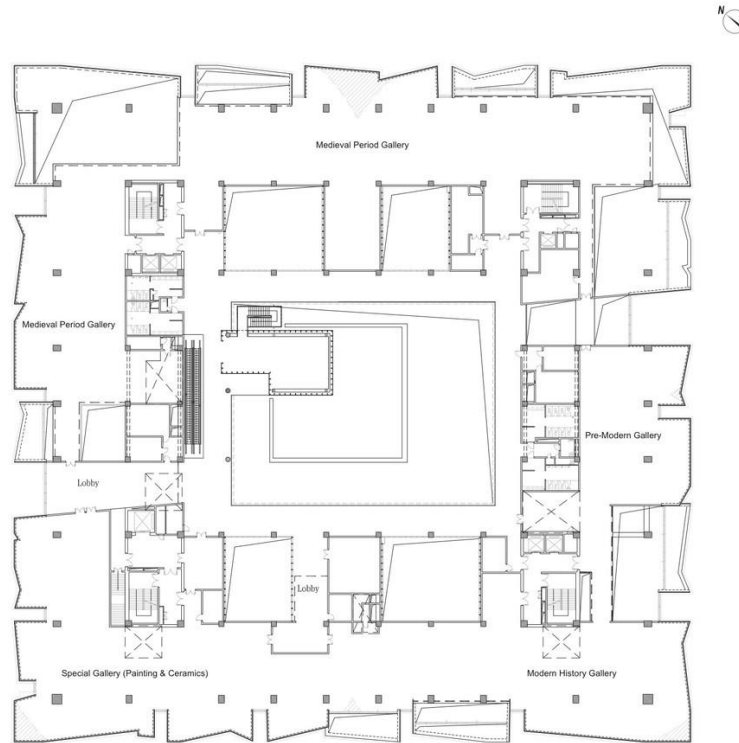 N
Medieval Period Gallery
Medieval Period Gallery
Pre-Modern Gallery
Lobby
Lobby
Special Gallery (Painting & Ceramics)
Modern History Gallery